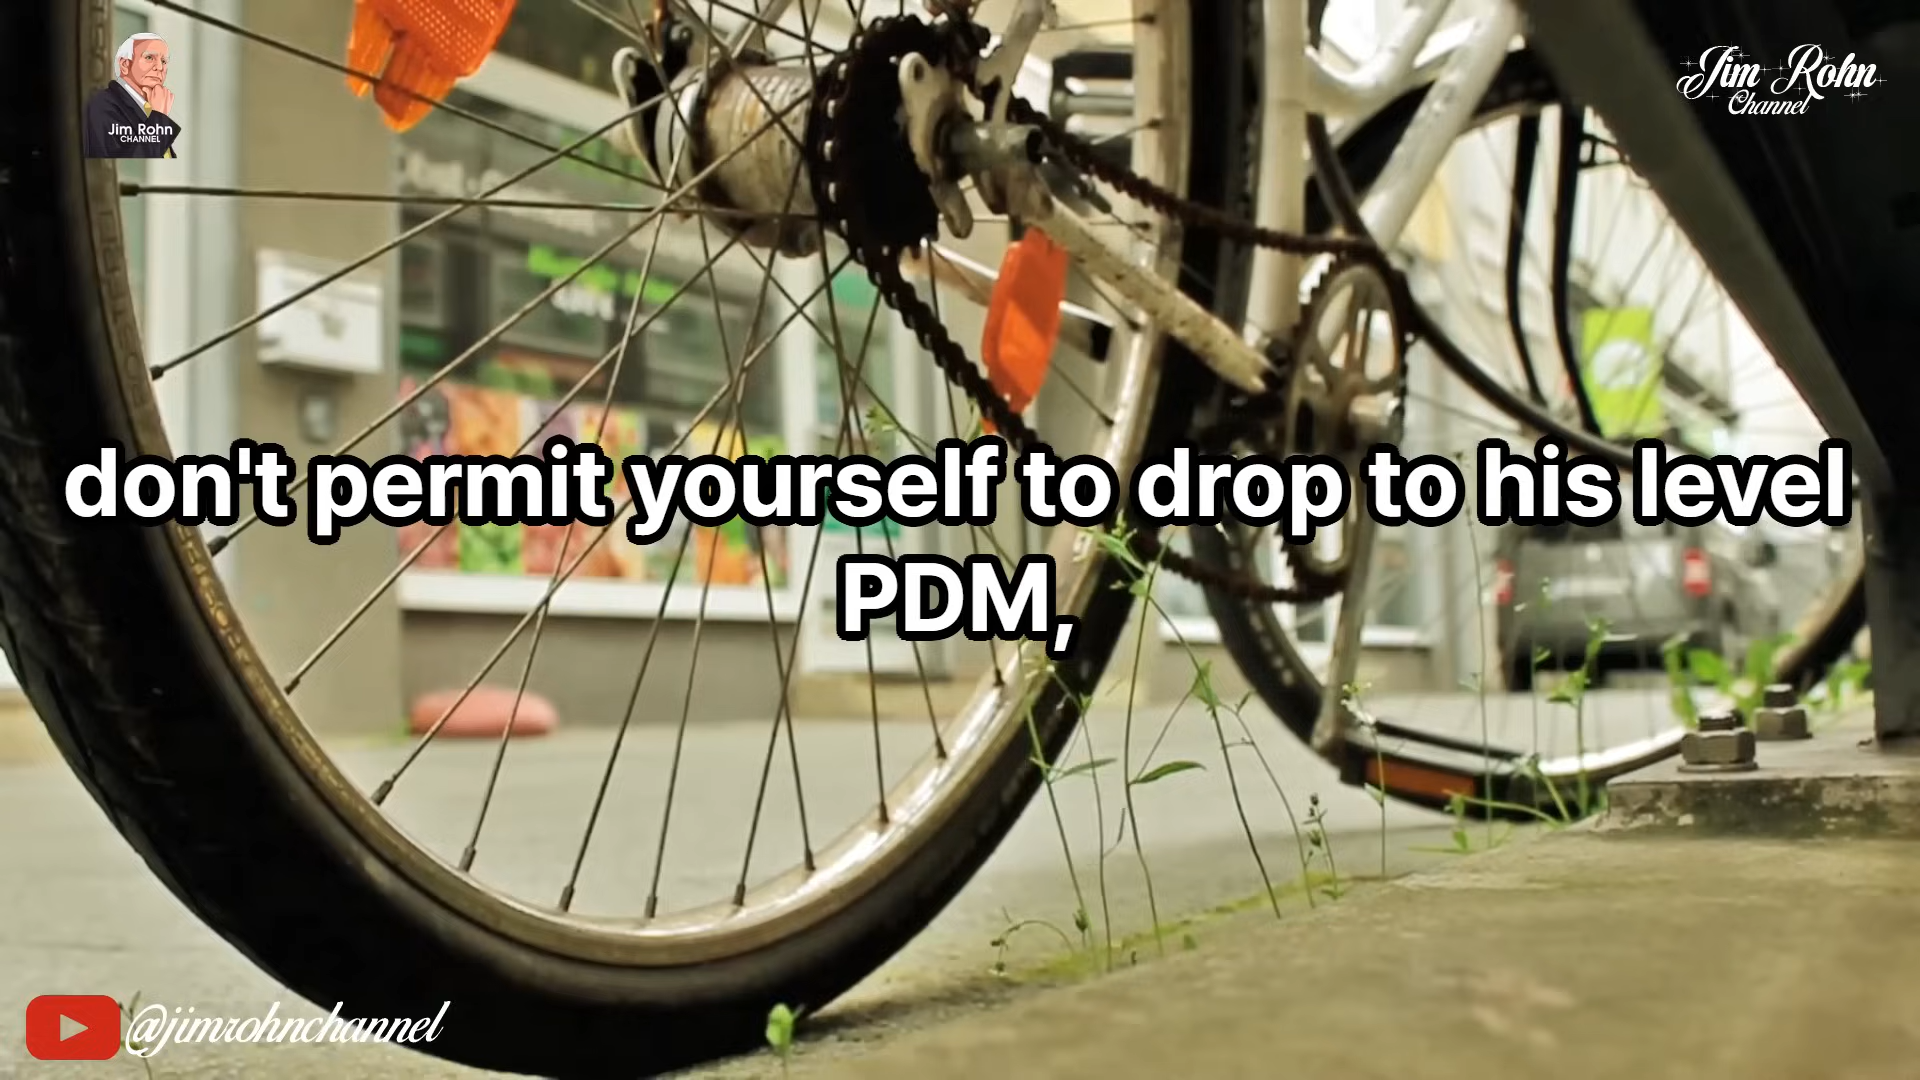 Jim Rohn
CHANNEL
Jim Rohn
Channel
don't permit yourself to drop to his level
PDM,
@jimrohnchannel